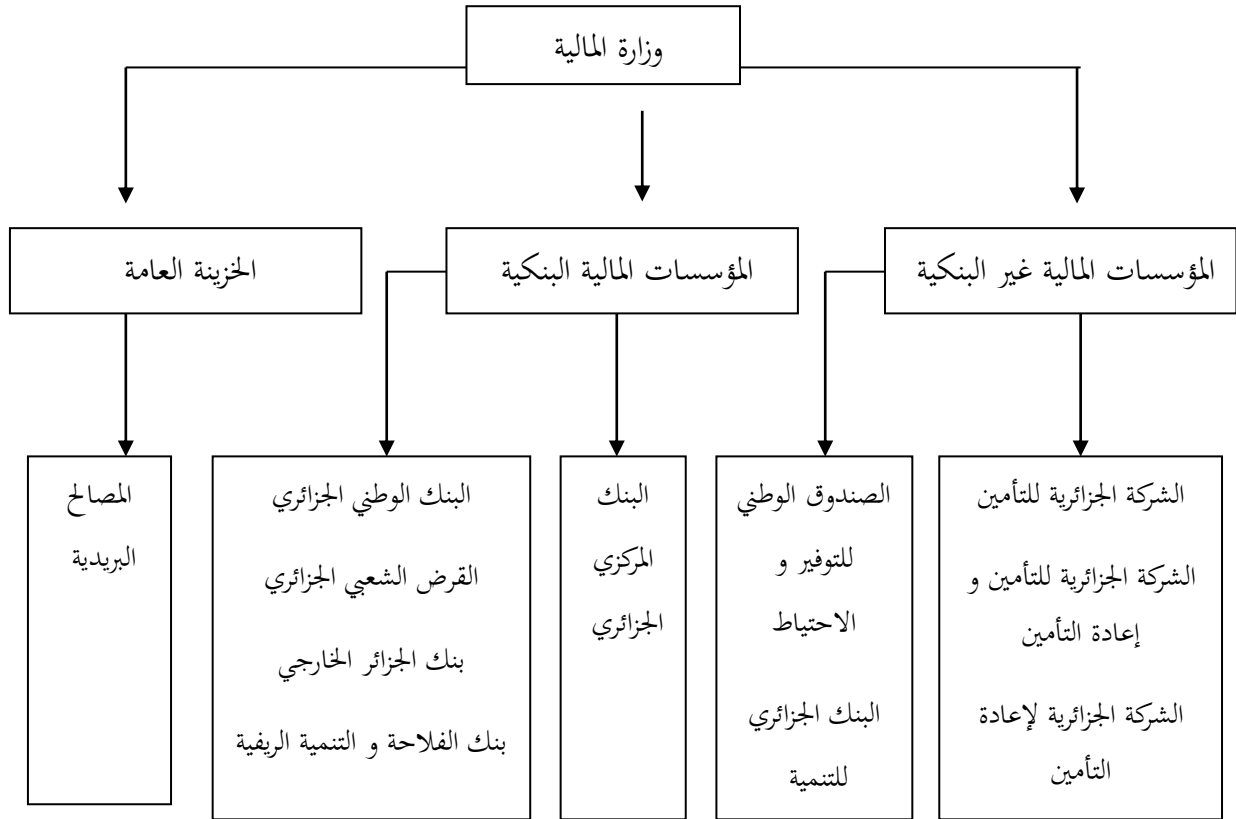 وزارة المالية
المؤسسات المالية غير البنكية
المؤسسات المالية البنكية
الخزينة العامة
الشركة الجزائرية للتأمين
الشركة الجزائرية للتأمين و
إعادة التأمين
الشركة الجزائرية لإعادة
التأمين
الصندوق الوطني
للتوفير و
الاحتياط
البنك الجزائري
للتنمية
البنك
المركزي
الجزائري
البنك الوطني الجزائري
القرض الشعبي الجزائري
بنك الجزائر الخارجي
بنك الفلاحة و التنمية الريفية
المصالح
البريدية